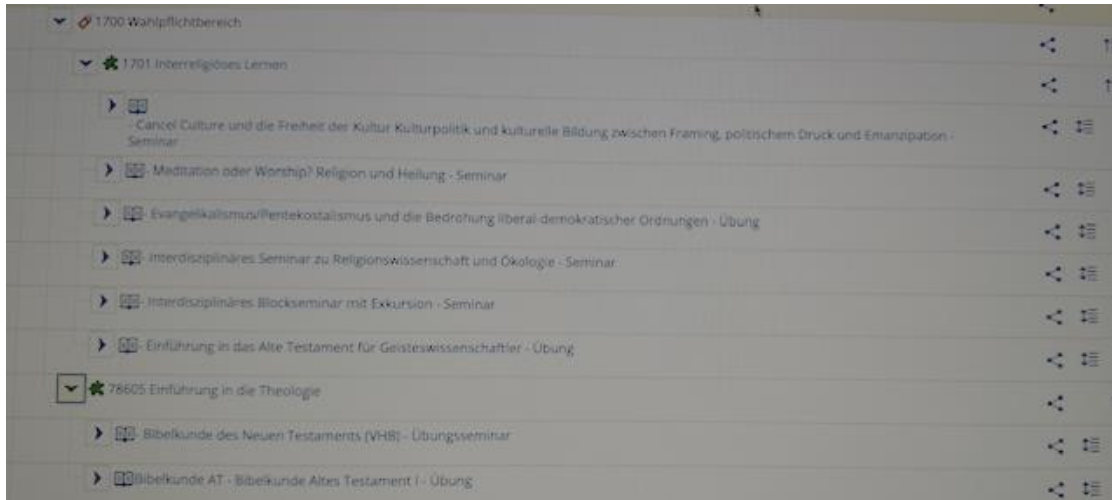 1700 Wahlpflichtbereich
1701 Interreligiöses Lernen
- Cancel Culture und die Freiheit der Kultur Kulturpolitik und kulturelle Bildung zwischen Framing, politischem Druck und Emanzipation -
Seminar
- Meditation oder Worship? Religion und Heilung - Seminar
- Evangelikalismus/Pentekostalismus und die Bedrohung liberal-demokratischer Ordnungen - Übung
- Interdisziplinäres Seminar zu Religionswissenschaft und Ökologie - Seminar
- Interdisziplinäres Blockseminar mit Exkursion - Seminar
- Einführung in das Alte Testament für Geisteswissenschaftler - Übung
78605 Einführung in die Theologie
- Bibelkunde des Neuen Testaments (VHB) - Übungsseminar
Bibelkunde AT - Bibelkunde Altes Testament I - Übung